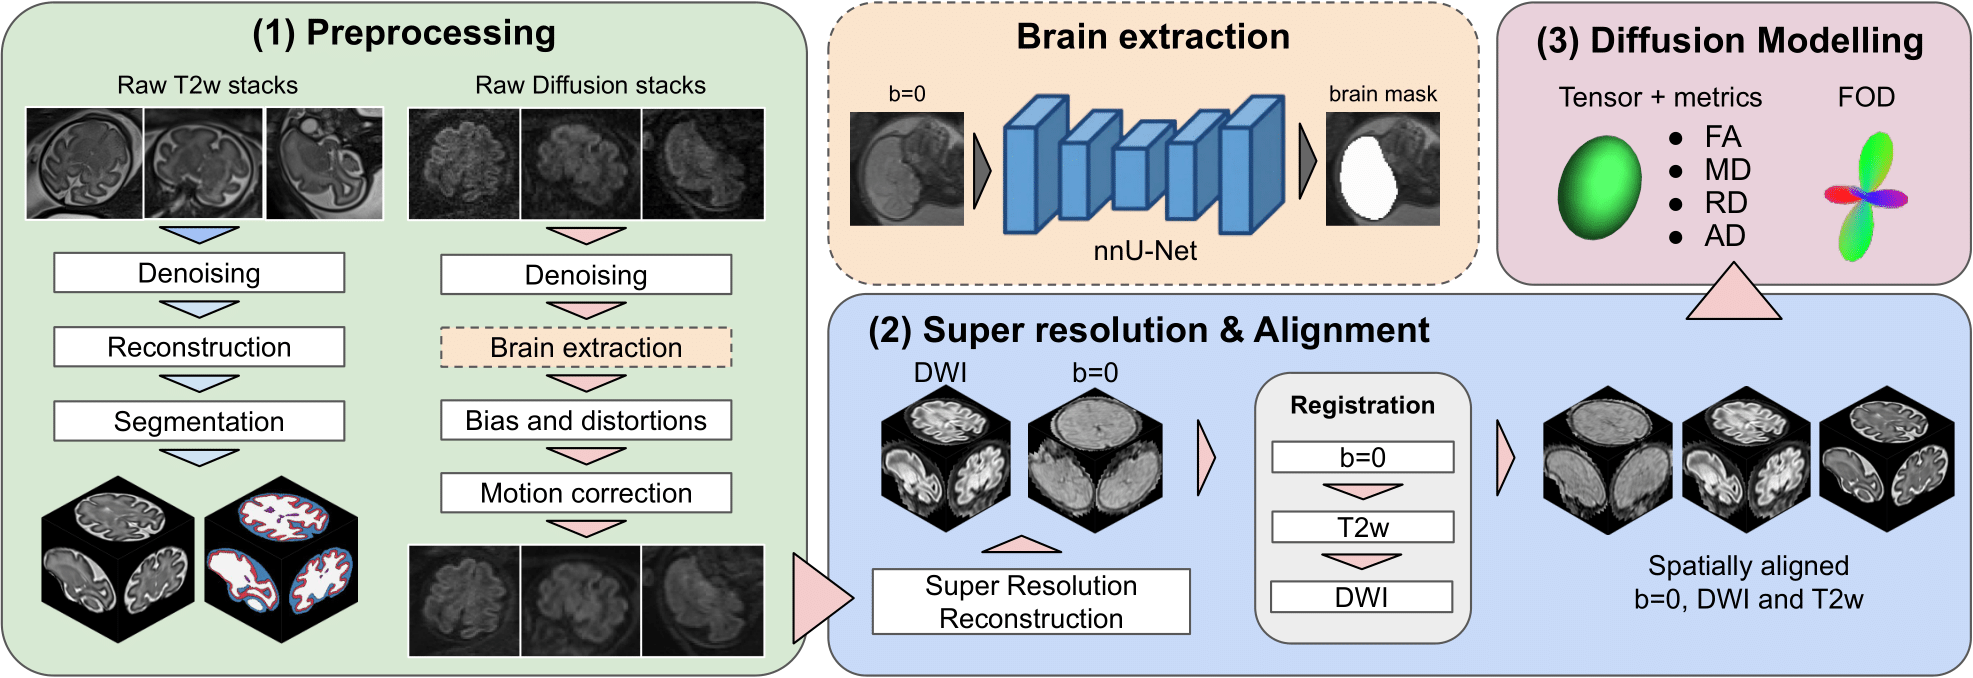 (1) Preprocessing
Raw T2w stacks
Denoising
Reconstruction
Segmentation
Raw Diffusion stacks
Denoising
Brain extraction
Bias and distortions
Motion correction
Brain extraction
b=0
nnU-Net
brain mask
(2) Super resolution & Alignment
DWI
b=0
Super Resolution
Reconstruction
Registration
b=0
T2w
DWI
Spatially aligned
b=0, DWI and T2w
(3) Diffusion Modelling
Tensor + metrics
● FA
● MD
● RD
● AD
FOD